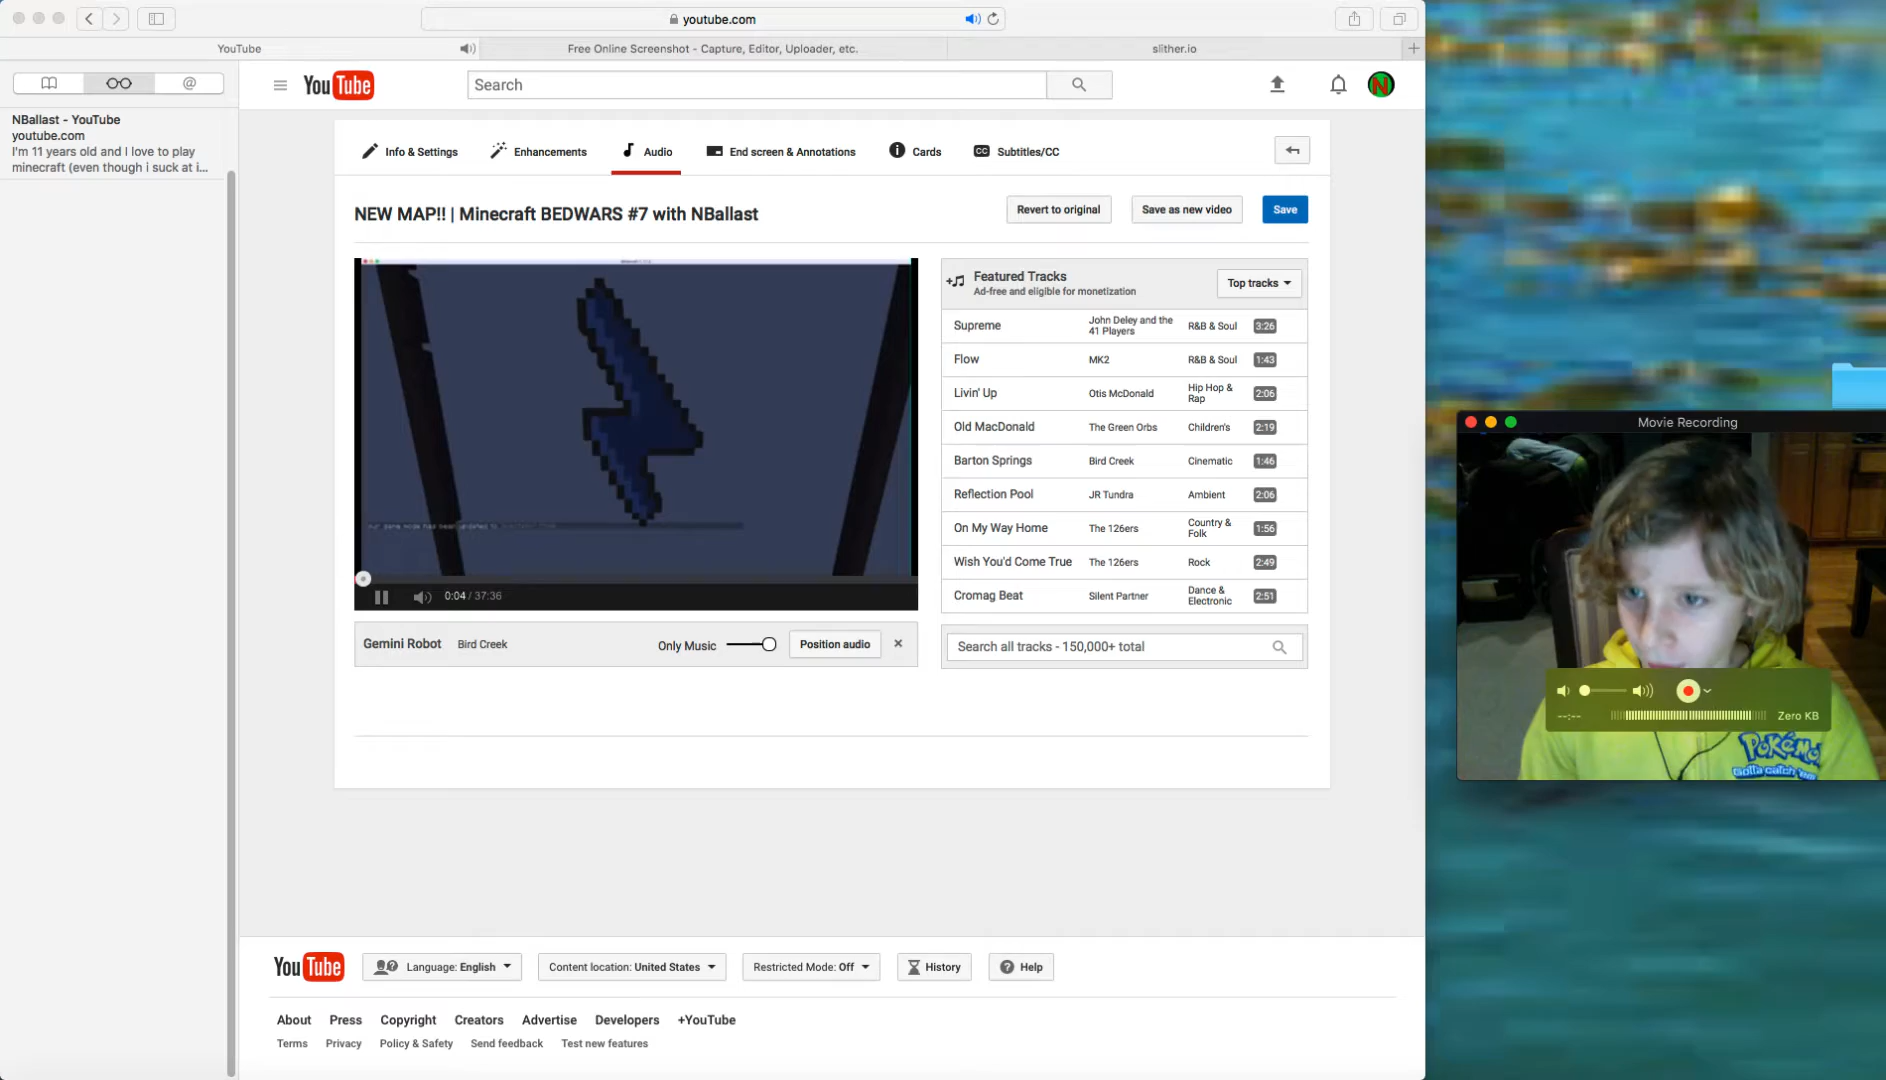 youtube.com
YouTube
Free Online Screenshot - Capture, Editor, Uploader, etc.
slither.io
NBallast - YouTube
youtube.com
I'm 11 years old and I love to play
minecraft (even though i suck at i...
YouTube
Search
N
Info & Settings
Enhancements
Audio
End screen & Annotations
Cards
CC Subtitles/CC
NEW MAP!! | Minecraft BEDWARS #7 with NBallast
Revert to original
Save as new video
Save
Featured Tracks
Ad-free and eligible for monetization
Top tracks
Supreme John Deley and the 41 Players R&B & Soul 3:26
Flow MK2 R&B & Soul 1:43
Livin' Up Otis McDonald Hip Hop & Rap 2:06
Old MacDonald The Green Orbs Children's 2:19
Barton Springs Bird Creek Cinematic 1:46
Reflection Pool JR Tundra Ambient 2:06
On My Way Home The 126ers Country & Folk 1:56
Wish You'd Come True The 126ers Rock 2:49
Cromag Beat Silent Partner Dance & Electronic 2:51
Search all tracks - 150,000+ total
0:04 / 37:36
Gemini Robot Bird Creek Only Music Position audio
Movie Recording
--:-- Zero KB
POKéMON
Gotta catch 'em
YouTube
Language: English
Content location: United States
Restricted Mode: Off
History
Help
About Press Copyright Creators Advertise Developers +YouTube
Terms Privacy Policy & Safety Send feedback Test new features